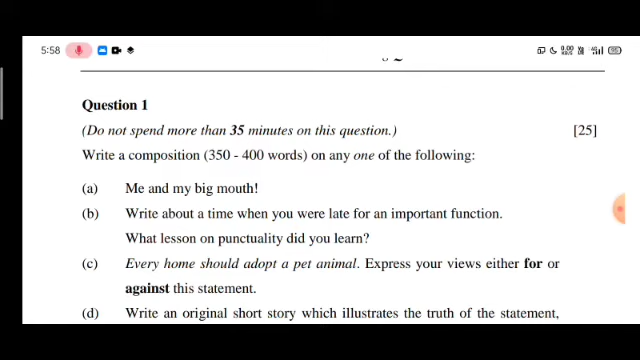 5:58
Question 1
(Do not spend more than 35 minutes on this question.) [25]
Write a composition (350 - 400 words) on any one of the following:
(a) Me and my big mouth!
(b) Write about a time when you were late for an important function.
What lesson on punctuality did you learn?
(c) Every home should adopt a pet animal. Express your views either for or
against this statement.
(d) Write an original short story which illustrates the truth of the statement,